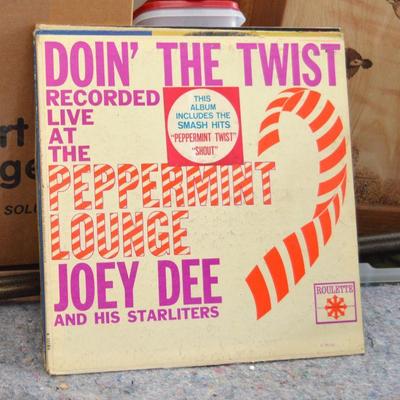 DOIN' THE TWIST
RECORDED
LIVE
AT
THE
THIS
ALBUM
INCLUDES THE
SMASH HITS
"PEPPERMINT TWIST"
"SHOUT"
PEPPERMINT
LOUNGE
JOEY DEE
AND HIS STARLITERS
ROULETTE
SOL